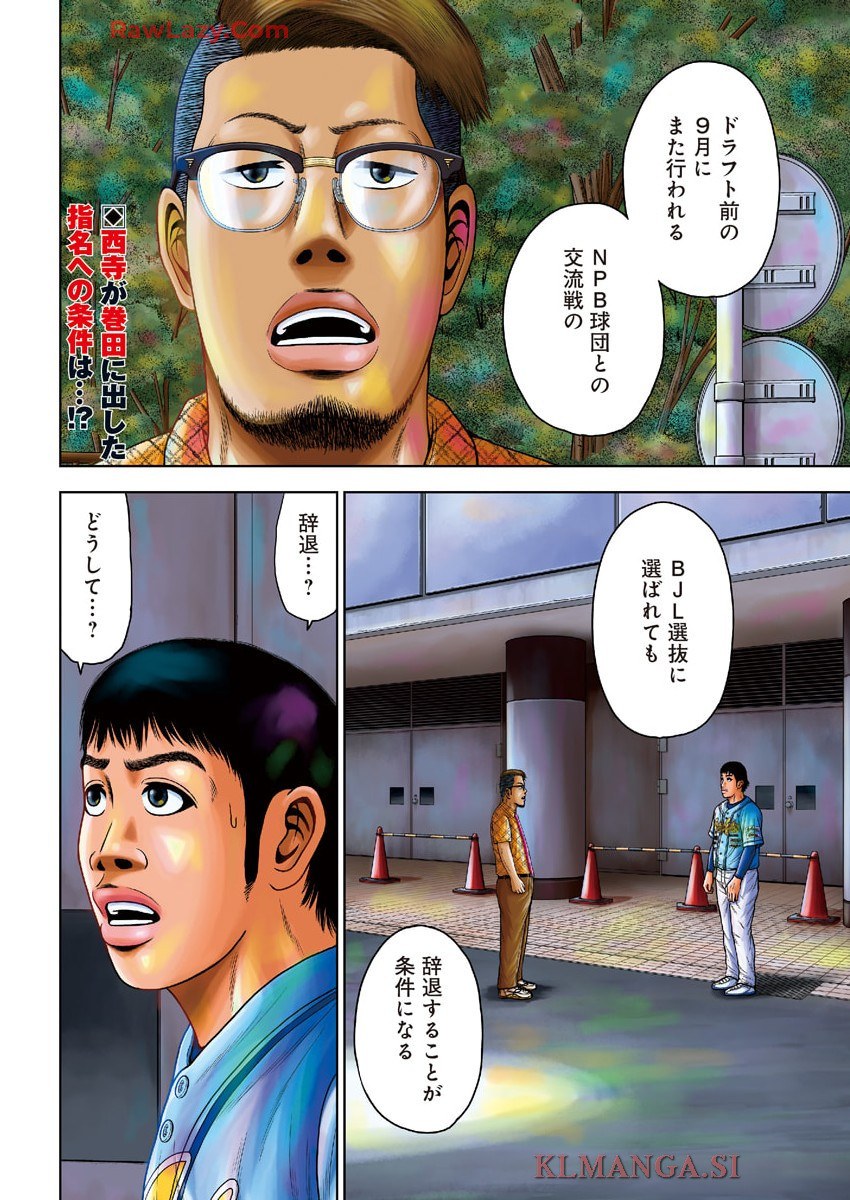 RawLazy.Com
ドラフト前の
9月に
また行われる
NPB球団との
交流戦の
◆西寺が巻田に出した
指名への条件は…!?
BJL選抜に
選ばれても
辞退することが
条件になる
辞退…?
どうして…?
KLMANGA.SI